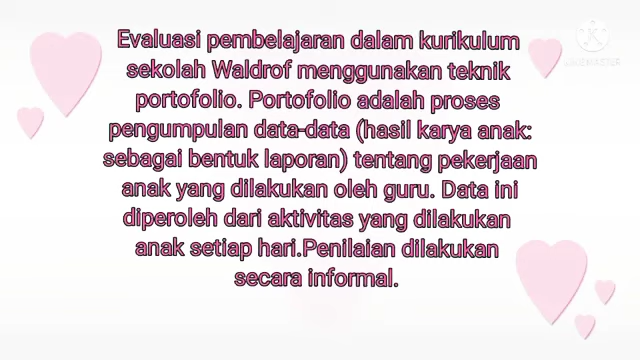 Evaluasi pembelajaran dalam kurikulum
sekolah Waldrof menggunakan teknik
portofolio. Portofolio adalah proses
pengumpulan data-data (hasil karya anak:
sebagai bentuk laporan) tentang pekerjaan
anak yang dilakukan oleh guru. Data ini
diperoleh dari aktivitas yang dilakukan
anak setiap hari.Penilaian dilakukan
secara informal.